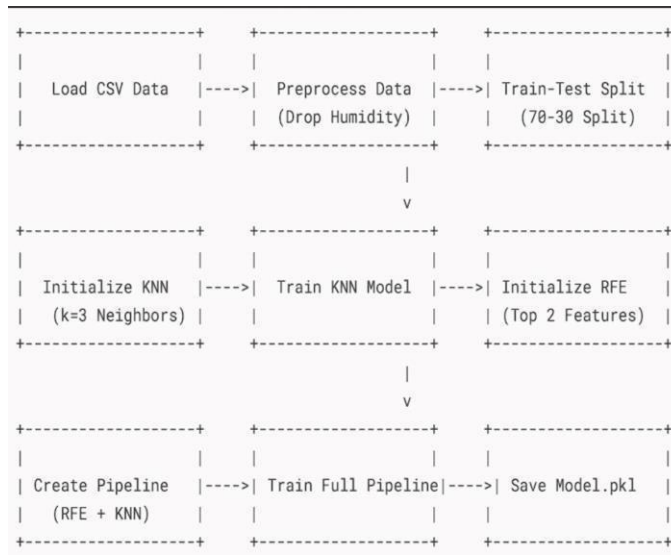 +-------------------+     +-------------------+     +-------------------+
|                   |     |                   |     |                   |
|   Load CSV Data   |---->|  Preprocess Data  |---->| Train-Test Split  |
|                   |     |  (Drop Humidity)  |     |   (70-30 Split)   |
+-------------------+     +-------------------+     +-------------------+
|
v
+-------------------+     +-------------------+     +-------------------+
|                   |     |                   |     |                   |
|  Initialize KNN   |---->|  Train KNN Model  |---->| Initialize RFE    |
|   (k=3 Neighbors) |     |                   |     | (Top 2 Features)  |
+-------------------+     +-------------------+     +-------------------+
|
v
+-------------------+     +-------------------+     +-------------------+
|                   |     |                   |     |                   |
| Create Pipeline   |---->| Train Full Pipeline|---->| Save Model.pkl   |
|   (RFE + KNN)     |     |                   |     |                   |
+-------------------+     +-------------------+     +-------------------+